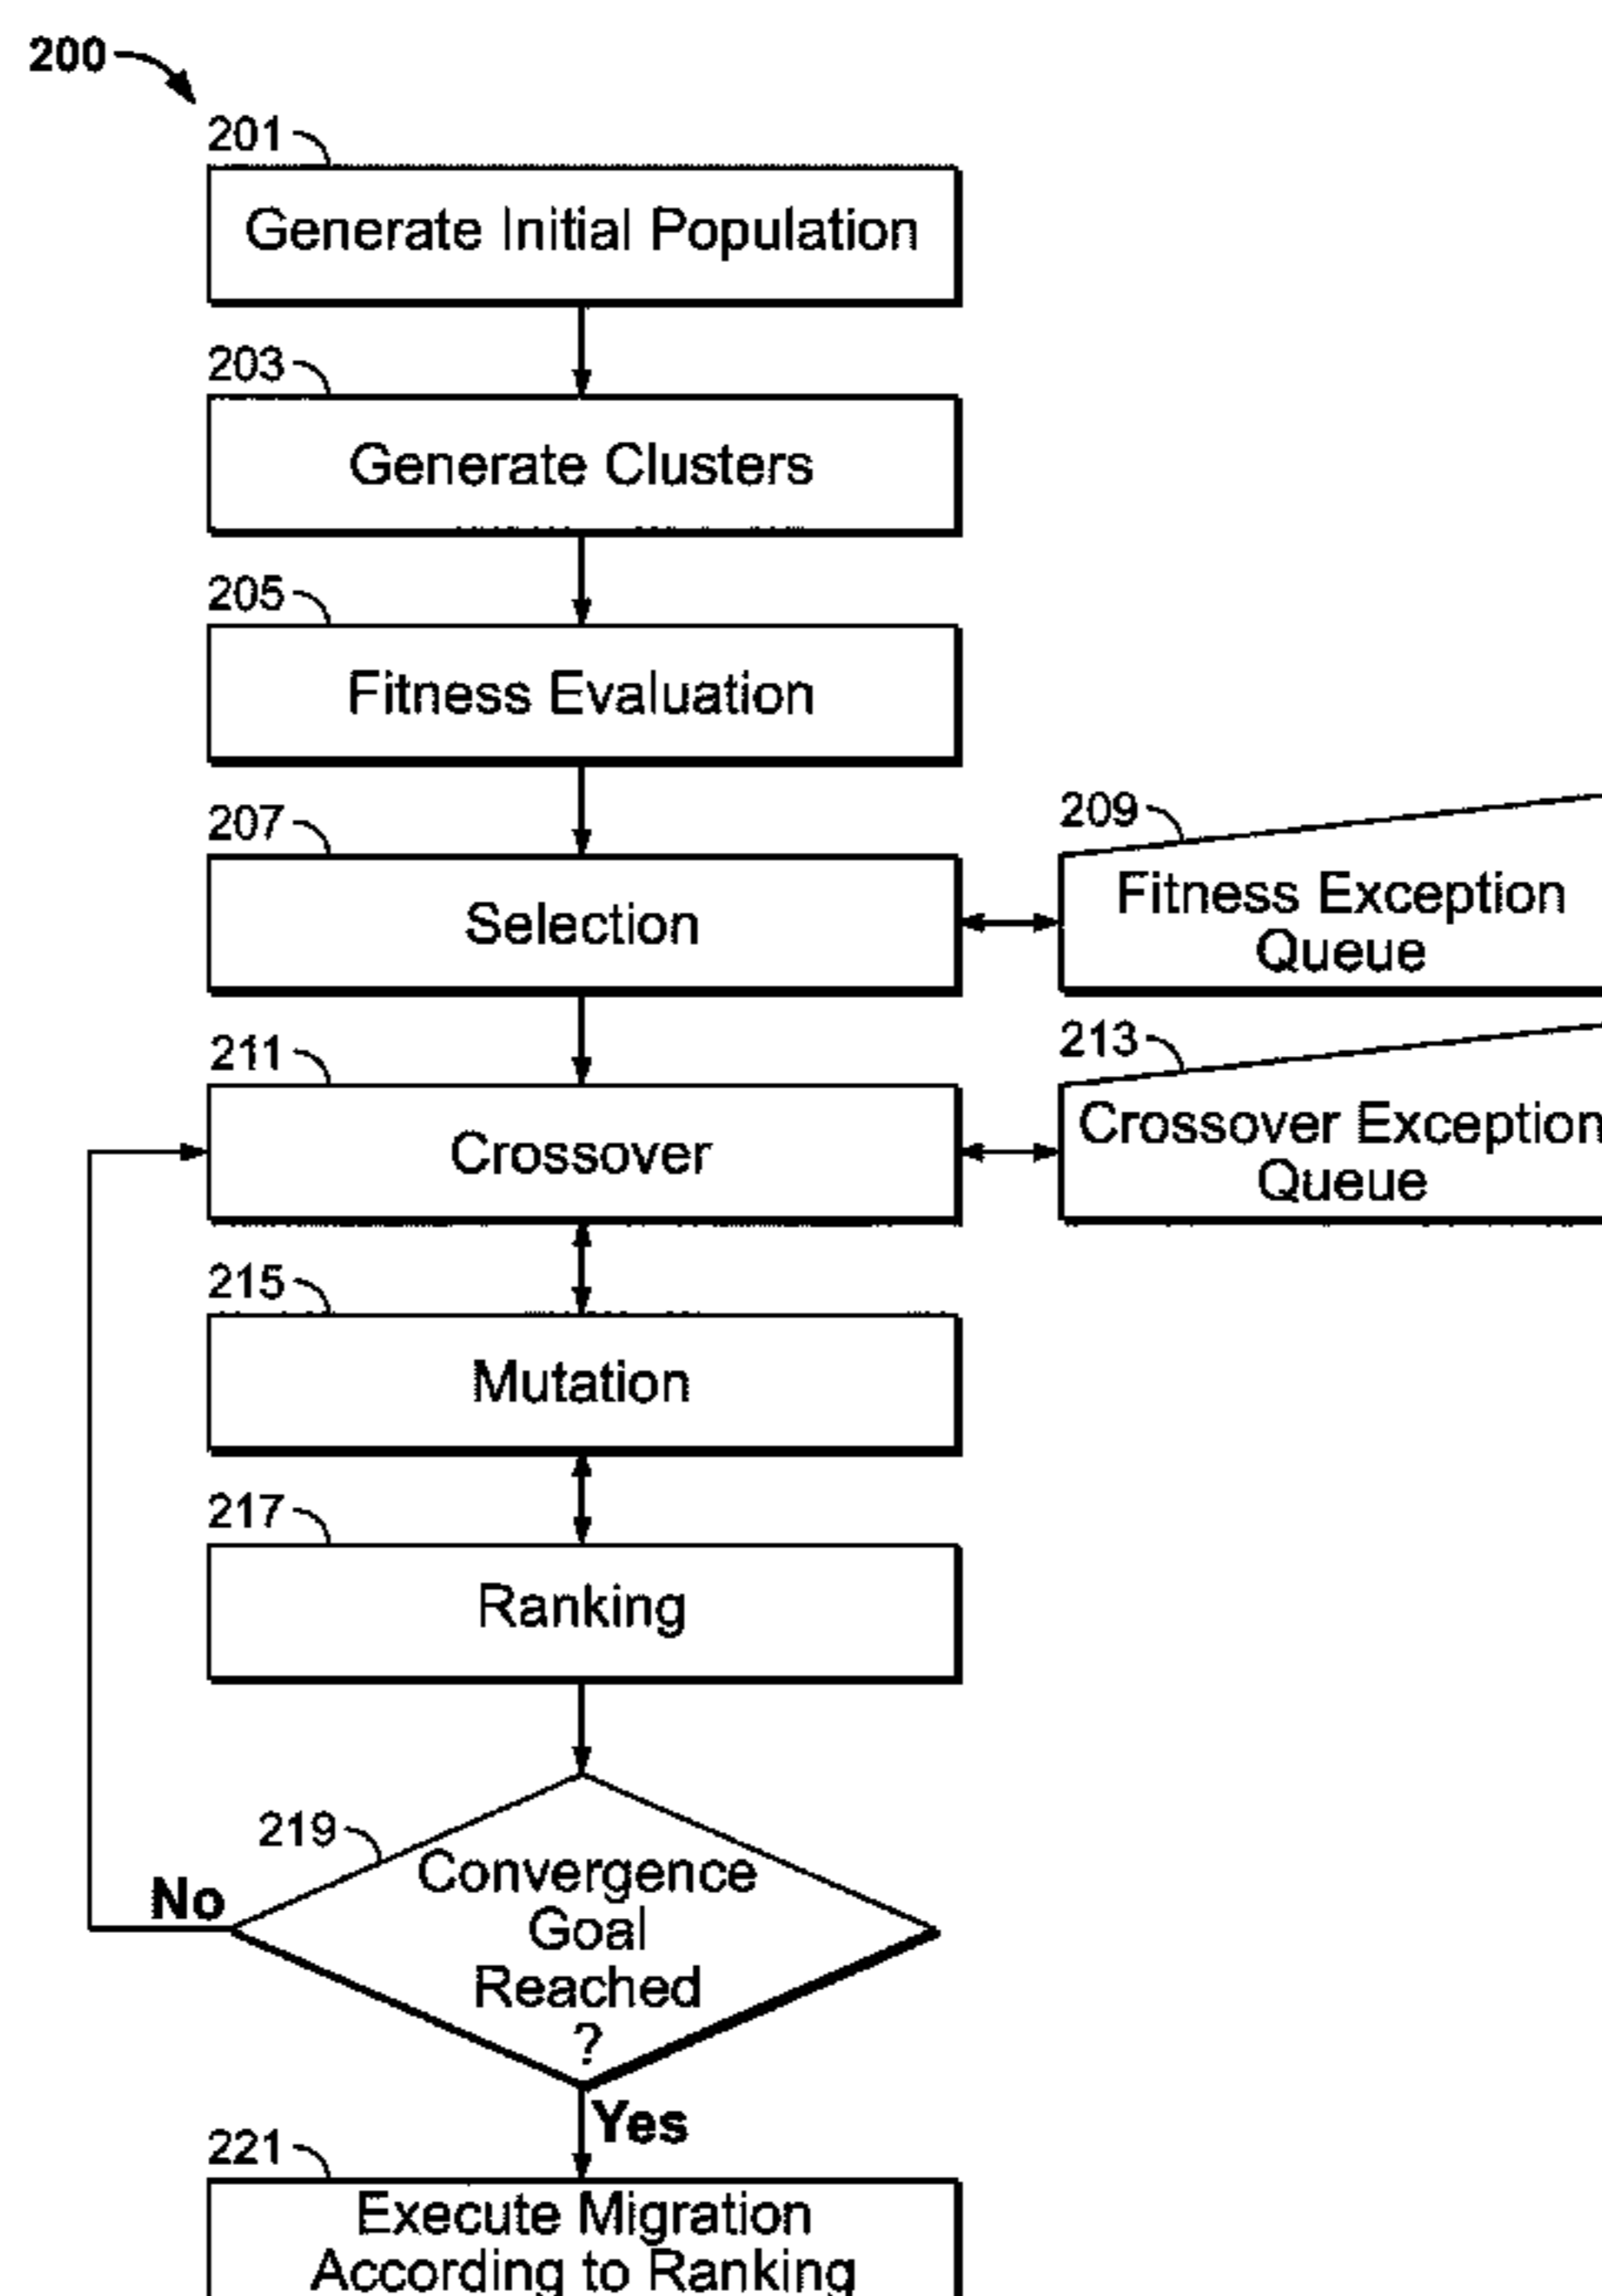 200
201
Generate Initial Population
203
Generate Clusters
205
Fitness Evaluation
207
Selection
209
Fitness Exception
Queue
211
Crossover
213
Crossover Exception
Queue
215
Mutation
217
Ranking
219
Convergence
Goal
Reached
?
No
Yes
221
Execute Migration
According to Ranking